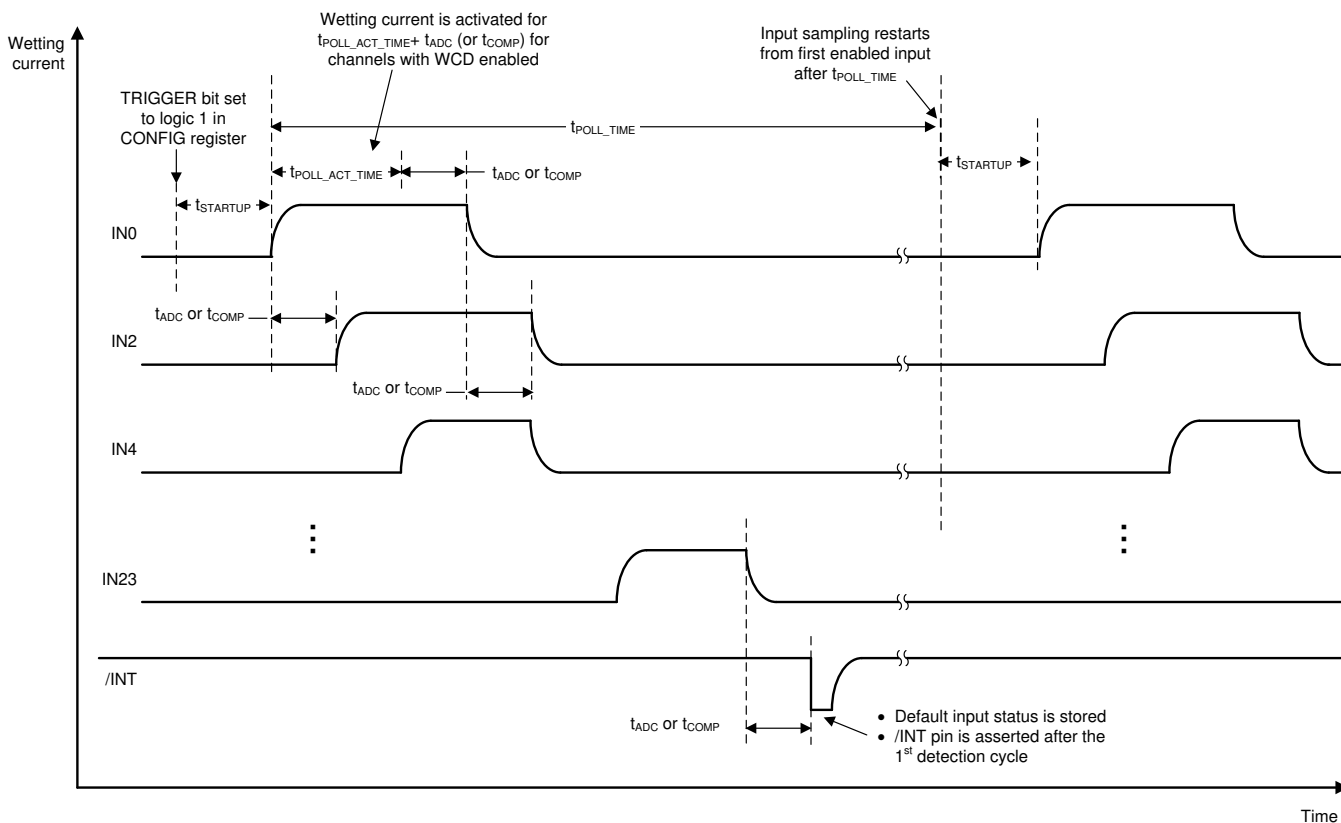 Wetting current is activated for
tPOLL_ACT_TIME+ tADC (or tCOMP) for
channels with WCD enabled
Input sampling restarts
from first enabled input
after tPOLL_TIME
Wetting
current
TRIGGER bit set
to logic 1 in
CONFIG register
tPOLL_TIME
tPOLL_ACT_TIME
tADC or tCOMP
tSTARTUP
tSTARTUP
IN0
tADC or tCOMP
IN2
tADC or tCOMP
IN4
IN23
/INT
tADC or tCOMP
• Default input status is stored
• /INT pin is asserted after the
1st detection cycle
Time